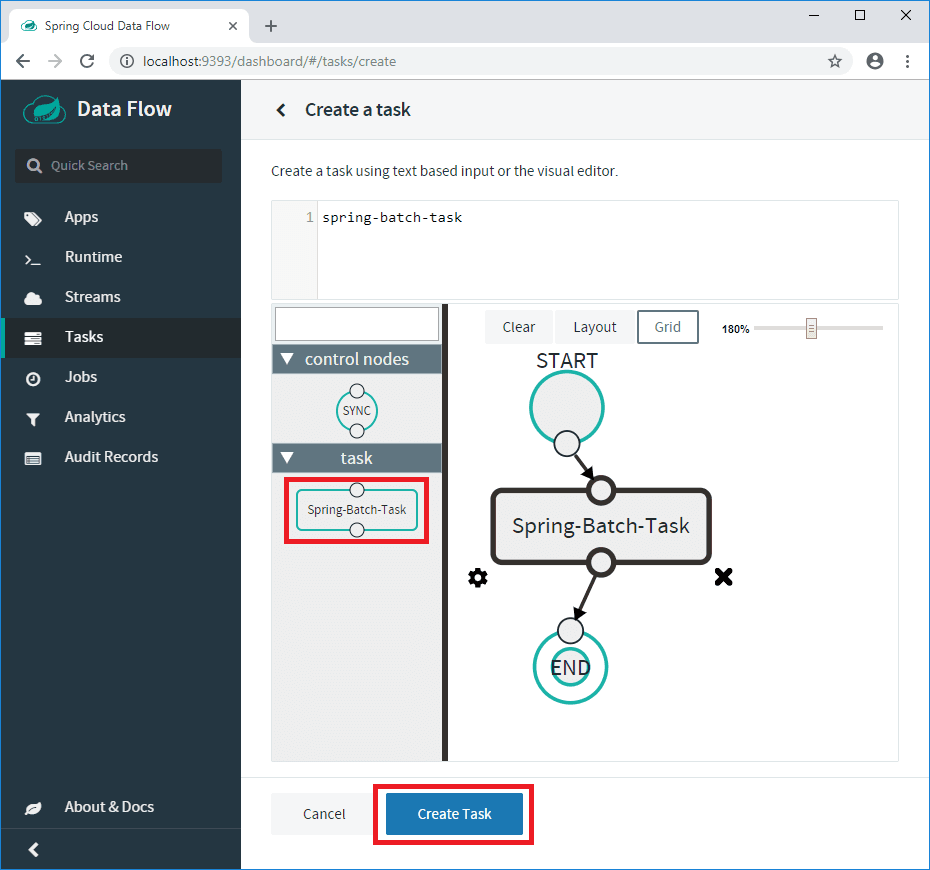 Spring Cloud Data Flow
localhost:9393/dashboard/#/tasks/create
Data Flow
Quick Search
Apps
Runtime
Streams
Tasks
Jobs
Analytics
Audit Records
About & Docs
Create a task
Create a task using text based input or the visual editor.
1 spring-batch-task
control nodes
SYNC
task
Spring-Batch-Task
Clear Layout Grid 180%
START
Spring-Batch-Task
END
Cancel Create Task